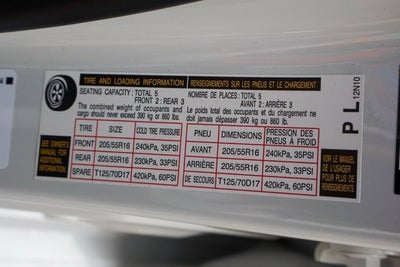 TIRE AND LOADING INFORMATION
RENSEIGNEMENTS SUR LES PNEUS ET LE CHARGEMENT
SEATING CAPACITY: TOTAL 5
FRONT 2: REAR 3
The combined weight of occupants and
cargo should never exceed 390 kg or 860 lb.
NOMBRE DE PLACES: TOTAL 5
AVANT 2: ARRIÈRE 3
Le poids total des occupants et du chargement ne
doit jamais dépasser 390 kg ou 860 lb.
SEE OWNER'S
MANUAL FOR
ADDITIONAL
INFORMATION
TIRE SIZE COLD TIRE PRESSURE
FRONT 205/55R16 240kPa, 35PSI
REAR 205/55R16 230kPa, 33PSI
SPARE T125/70D17 420kPa, 60PSI
PNEU DIMENSIONS PRESSION DES
PNEUS À FROID
AVANT 205/55R16 240kPa, 35PSI
ARRIÈRE 205/55R16 230kPa, 33PSI
DE SECOURS T125/70D17 420kPa, 60PSI
VOIR LE MANUEL
DE L'USAGER
POUR PLUS DE
RENSEIGNEMENTS
P L
12N10